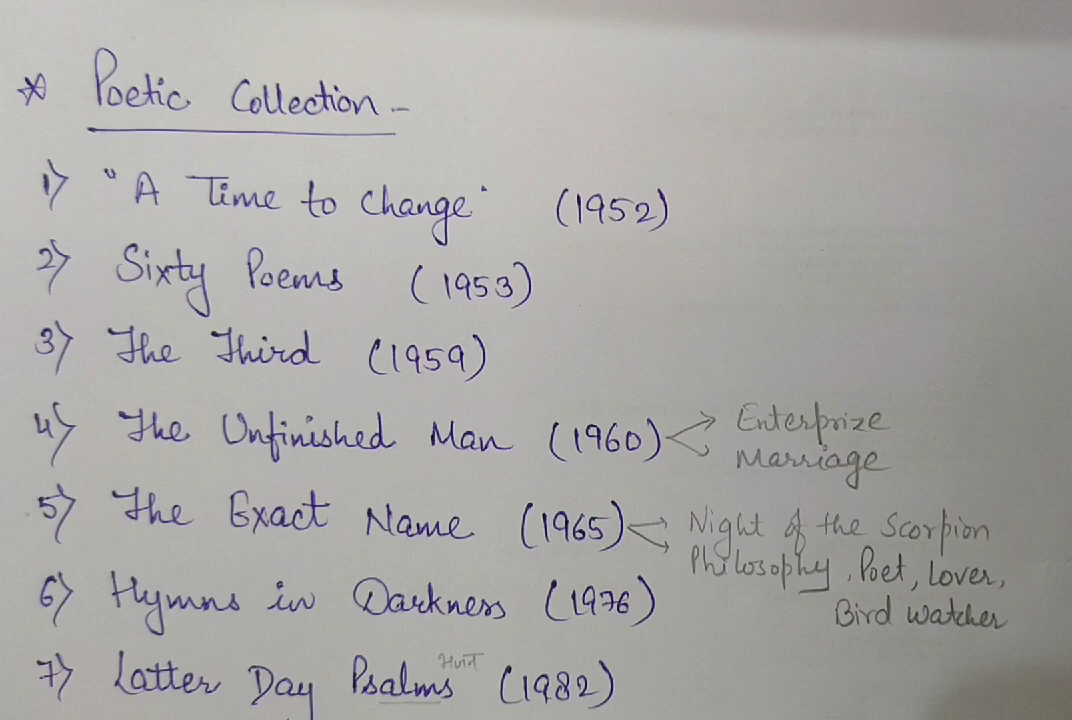 * Poetic Collection -
1) "A Time to change" (1952)
2) Sixty Poems (1953)
3) The Third (1959)
4) The Unfinished Man (1960) Enterprize
Marriage
5) The Exact Name (1965) Night of the Scorpion
Philosophy, Poet, Lover,
Bird watcher
6) Hymns in Darkness (1976)
7) Latter Day Psalms (1982)